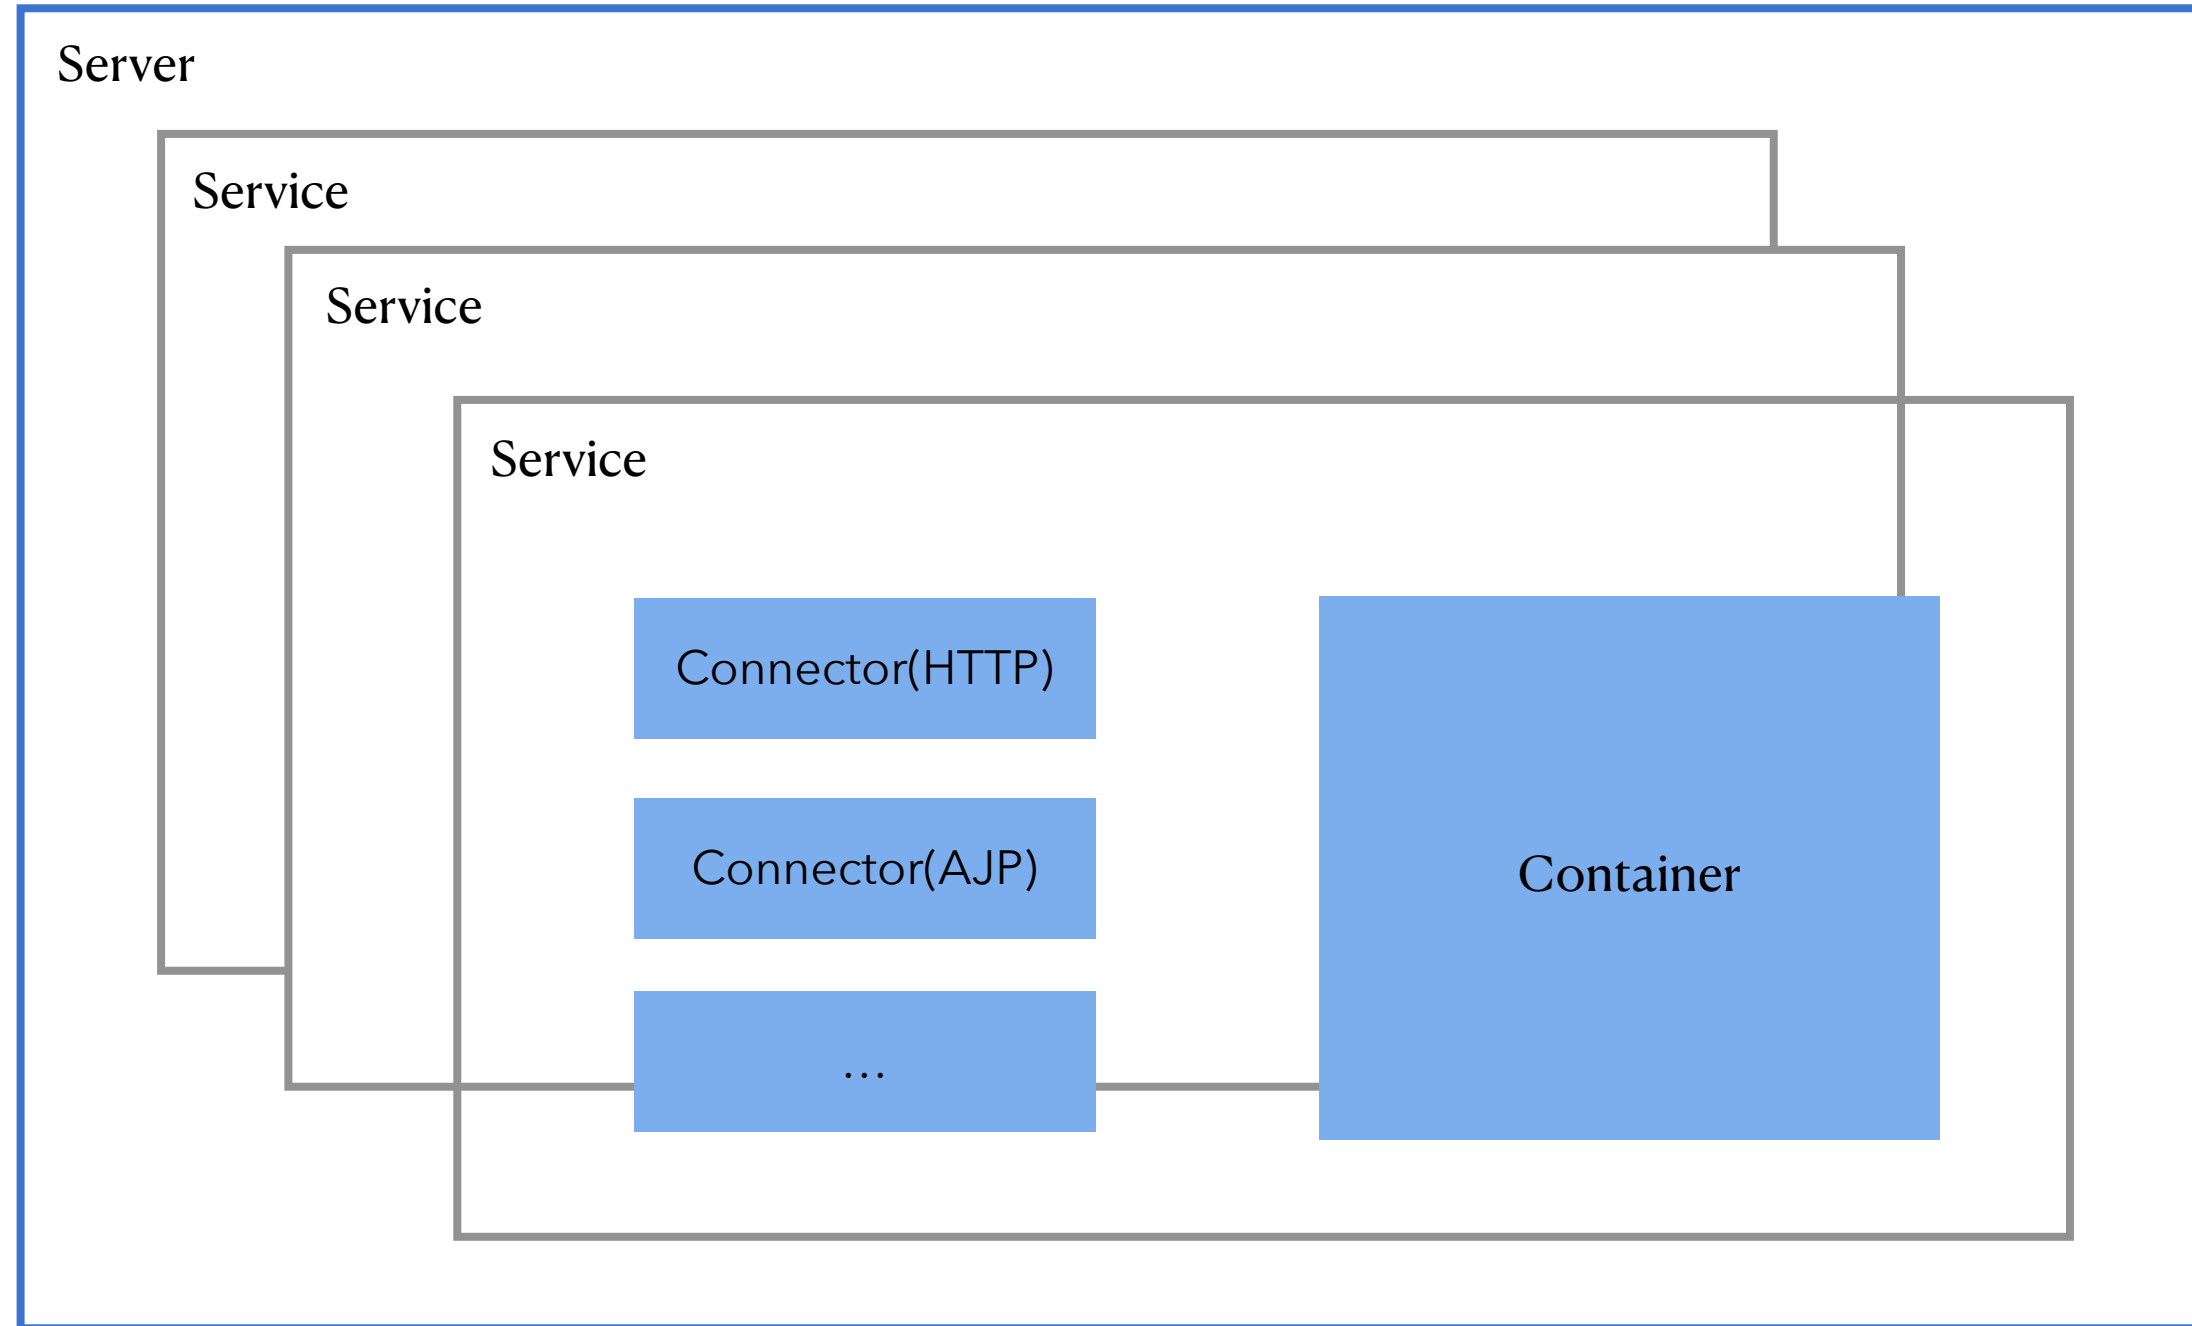 Server
Service
Service
Service
Connector(HTTP)
Connector(AJP)
Container
...